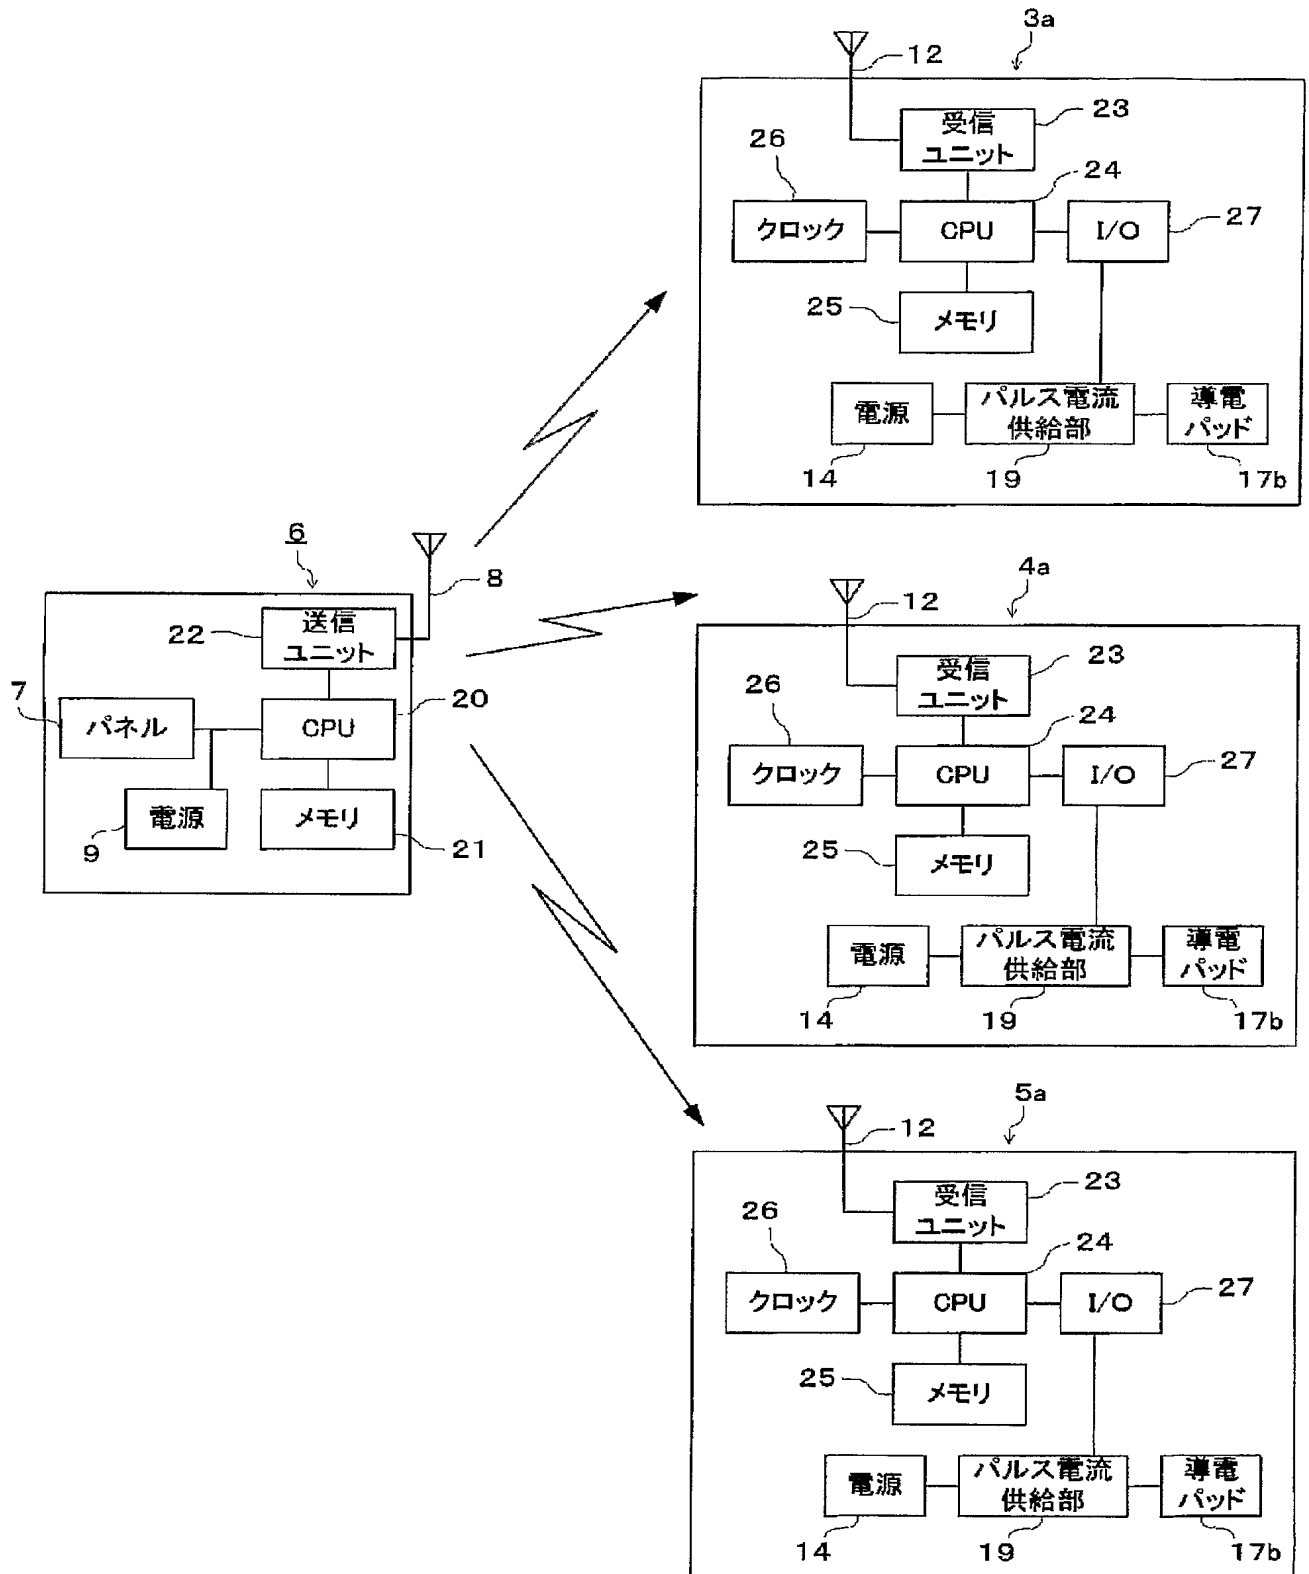 6
8
送信
ユニット
22
7
パネル
CPU
20
電源
9
メモリ
21
3a
12
受信
ユニット
23
26
24
クロック
CPU
I/O
27
25
メモリ
電源
パルス電流
供給部
導電
パッド
14
19
17b
4a
12
受信
ユニット
23
26
24
クロック
CPU
I/O
27
25
メモリ
電源
パルス電流
供給部
導電
パッド
14
19
17b
5a
12
受信
ユニット
23
26
24
クロック
CPU
I/O
27
25
メモリ
電源
パルス電流
供給部
導電
パッド
14
19
17b